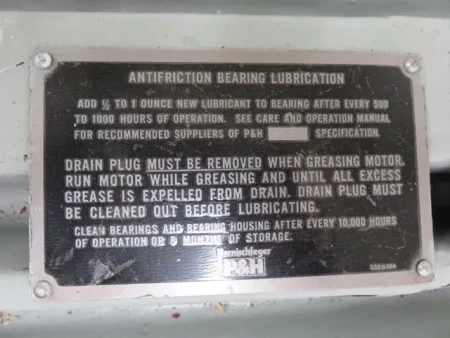 ANTIFRICTION BEARING LUBRICATION
ADD ½ TO 1 OUNCE NEW LUBRICANT TO BEARING AFTER EVERY 500
TO 1000 HOURS OF OPERATION. SEE CARE AND OPERATION MANUAL
FOR RECOMMENDED SUPPLIERS OF P&H SPECIFICATION.
DRAIN PLUG MUST BE REMOVED WHEN GREASING MOTOR.
RUN MOTOR WHILE GREASING AND UNTIL ALL EXCESS
GREASE IS EXPELLED FROM DRAIN. DRAIN PLUG MUST
BE CLEANED OUT BEFORE LUBRICATING.
CLEAN BEARINGS AND BEARING HOUSING AFTER EVERY 10,000 HOURS
OF OPERATION OR 6 MONTHS OF STORAGE.
Harnischfeger
P&H